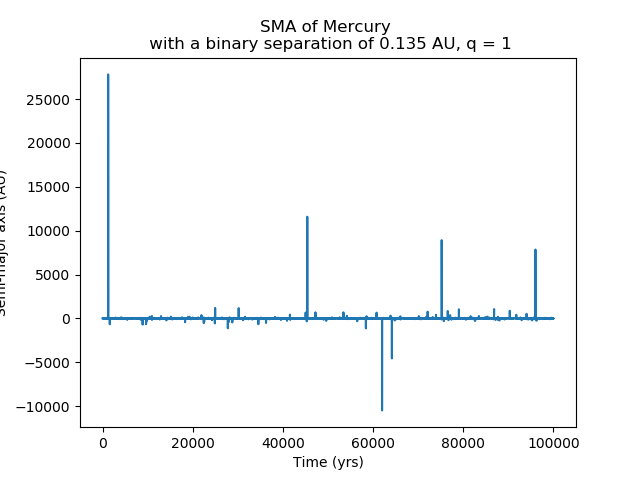 SMA of Mercury
with a binary separation of 0.135 AU, q = 1
25000
20000
15000
10000
5000
0
−5000
−10000
Semi-major axis (AU)
0 20000 40000 60000 80000 100000
Time (yrs)